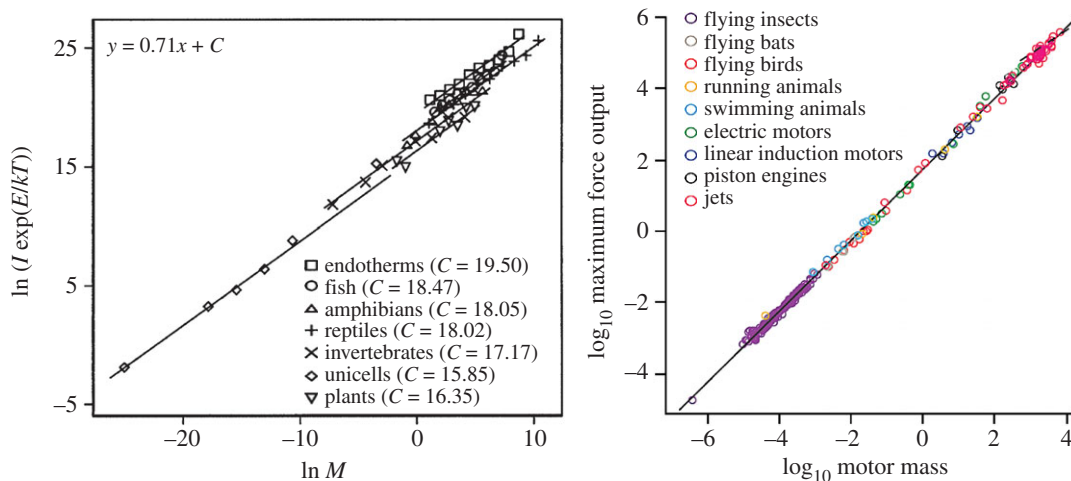 25
15
5
−5
ln (I exp(E/kT))
y = 0.71x + C
endotherms (C = 19.50)
fish (C = 18.47)
amphibians (C = 18.05)
reptiles (C = 18.02)
invertebrates (C = 17.17)
unicells (C = 15.85)
plants (C = 16.35)
−20
−10
0
10
ln M
6
4
2
0
−2
−4
log10 maximum force output
flying insects
flying bats
flying birds
running animals
swimming animals
electric motors
linear induction motors
piston engines
jets
−6
−4
−2
0
2
4
log10 motor mass